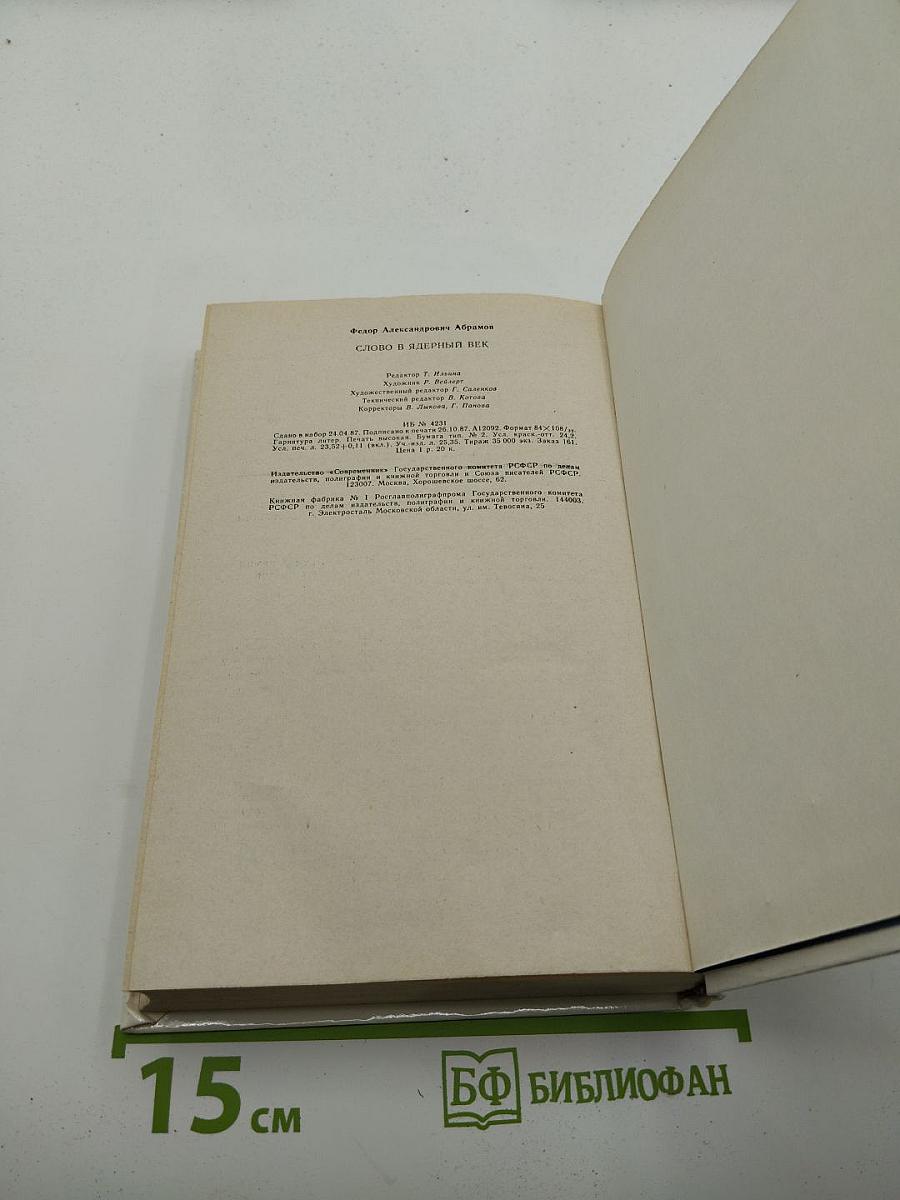 Федор Александрович Абрамов
СЛОВО В ЯДЕРНЫЙ ВЕК
Редактор Т. Ильина
Художник Р. Вейлерт
Художественный редактор Г. Саленков
Технический редактор В. Котова
Корректоры В. Лыкова, Г. Панова
ИБ № 4231
Сдано в набор 24.04.87. Подписано к печати 26.10.87. А12092. Формат 84×108/32.
Гарнитура литер. Печать высокая. Бумага тип. № 2. Усл. краск.-отт. 24,2.
Усл. печ. л. 23,52+0,11 (вкл.). Уч.-изд. л. 25,35. Тираж 35 000 экз. Заказ 161.
Цена 1 р. 20 к.
Издательство «Современник» Государственного комитета РСФСР по делам
издательств, полиграфии и книжной торговли и Союза писателей РСФСР.
123007. Москва, Хорошевское шоссе, 62.
Книжная фабрика № 1 Росглавполиграфпрома Государственного комитета
РСФСР по делам издательств, полиграфии и книжной торговли. 144003.
г. Электросталь Московской области, ул. им. Тевосяна, 25
15 см
БФ БИБЛИОФАН